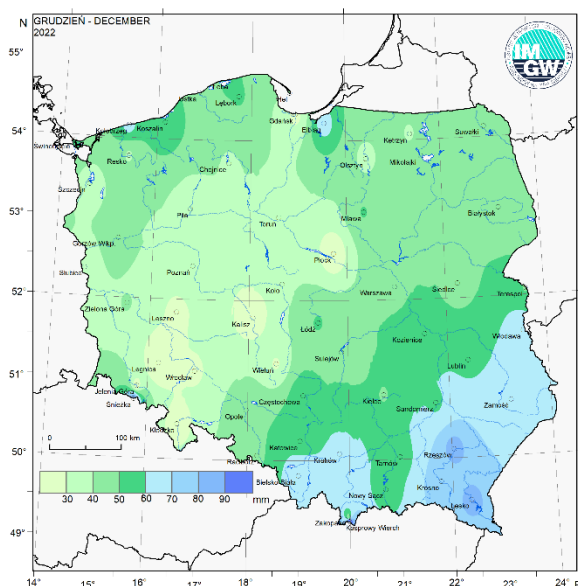 N GRUDZIEŃ - DECEMBER
2022
IMGW
55°
Łeba
Ustka
Lębork
Hel
Gdańsk
54°
Kołobrzeg
Koszalin
Elbląg
Kętrzyn
Suwałki
Świnoujście
Resko
Chojnice
Olsztyn
Mikołajki
Szczecin
53°
Piła
Toruń
Mława
Białystok
Gorzów Wlkp.
Płock
Słubice
Poznań
Koło
Warszawa
Siedlce
Terespol
52°
Zielona Góra
Leszno
Kalisz
Łódź
Kozienice
Włodawa
Legnica
Wrocław
Wieluń
Sulejów
Lublin
51°
Jelenia Góra
Śnieżka
Opole
Częstochowa
Kielce
Sandomierz
Zamość
0 100 km
Kłodzko
Katowice
Kraków
Tarnów
Rzeszów
50°
Racibórz
Bielsko-Biała
Nowy Sącz
Krosno
Lesko
30 40 50 60 70 80 90 mm
Zakopane
Kasprowy Wierch
49°
14° 15° 16° 17° 18° 19° 20° 21° 22° 23° 24° E